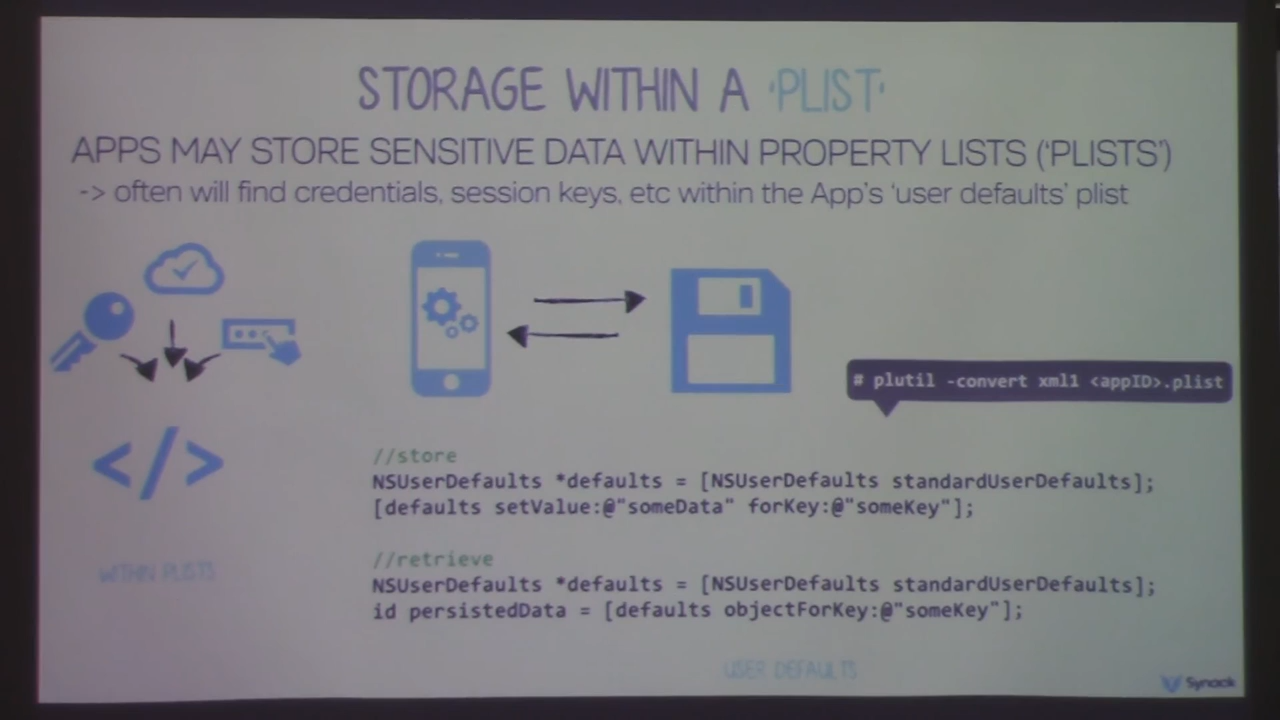 STORAGE WITHIN A 'PLIST'
APPS MAY STORE SENSITIVE DATA WITHIN PROPERTY LISTS ('PLISTS')
-> often will find credentials, session keys, etc within the App's 'user defaults' plist
# plutil -convert xml1 <appID>.plist
//store
NSUserDefaults *defaults = [NSUserDefaults standardUserDefaults];
[defaults setValue:@"someData" forKey:@"someKey"];
//retrieve
NSUserDefaults *defaults = [NSUserDefaults standardUserDefaults];
id persistedData = [defaults objectForKey:@"someKey"];
WITHIN PLISTS
USER DEFAULTS
Synack